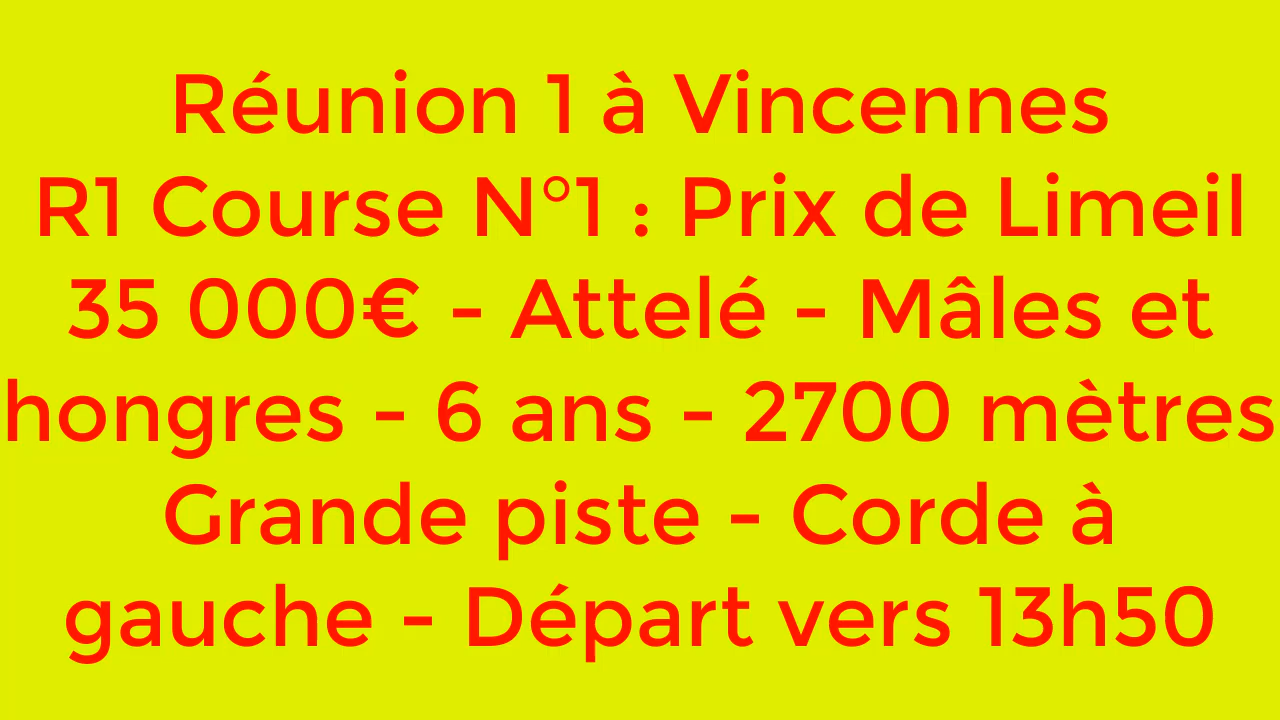 Réunion 1 à Vincennes
R1 Course N°1 : Prix de Limeil
35 000€ - Attelé - Mâles et
hongres - 6 ans - 2700 mètres
Grande piste - Corde à
gauche - Départ vers 13h50